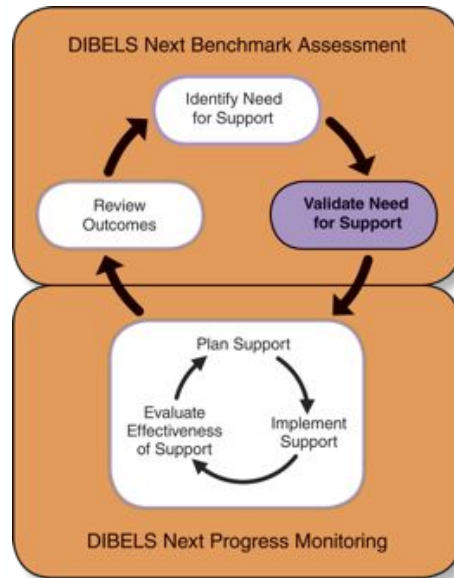 DIBELS Next Benchmark Assessment
Identify Need
for Support
Review
Outcomes
Validate Need
for Support
Plan Support
Evaluate
Effectiveness
of Support
Implement
Support
DIBELS Next Progress Monitoring